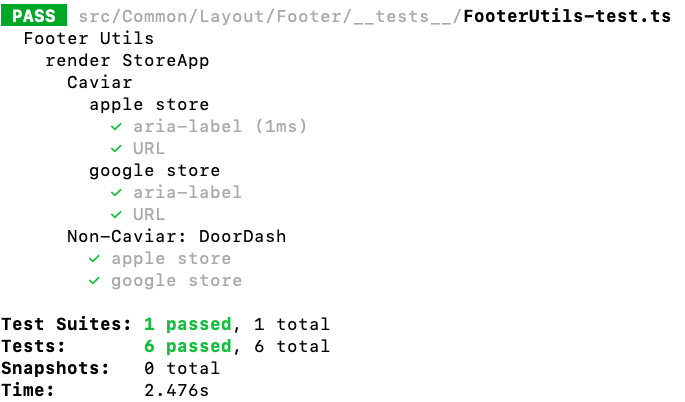 PASS src/Common/Layout/Footer/__tests__/FooterUtils-test.ts
Footer Utils
render StoreApp
Caviar
apple store
✓ aria-label (1ms)
✓ URL
google store
✓ aria-label
✓ URL
Non-Caviar: DoorDash
✓ apple store
✓ google store
Test Suites: 1 passed, 1 total
Tests: 6 passed, 6 total
Snapshots: 0 total
Time: 2.476s